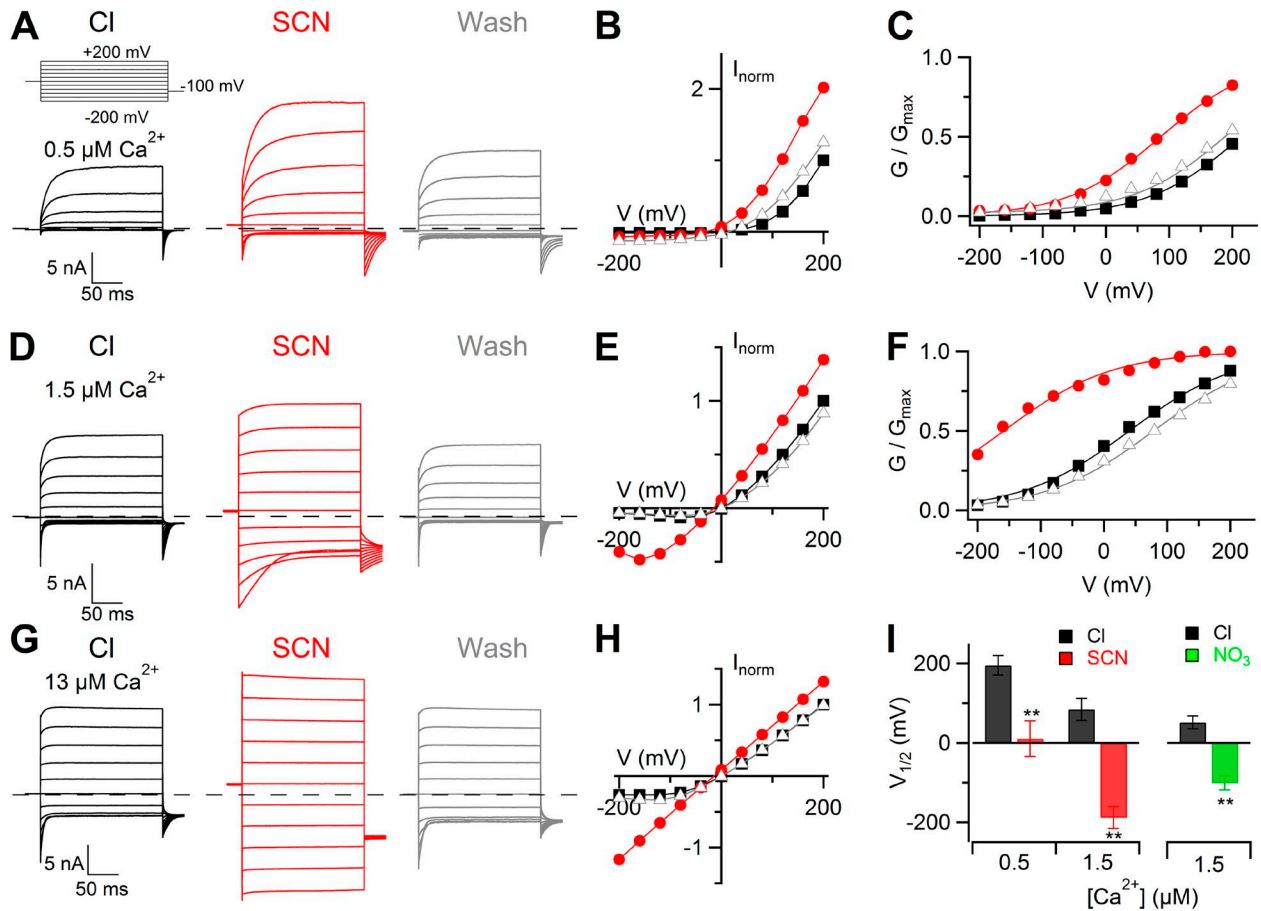 A Cl SCN Wash
+200 mV
-100 mV
-200 mV
0.5 µM Ca2+
5 nA
50 ms
B
Inorm
2
V (mV)
-200 200
C
G / Gmax
1.0
0.5
0.0
-200 -100 0 100 200
V (mV)
D Cl SCN Wash
1.5 µM Ca2+
5 nA
50 ms
E
Inorm
1
V (mV)
-200 200
F
G / Gmax
1.0
0.5
0.0
-200 -100 0 100 200
V (mV)
G Cl SCN Wash
13 µM Ca2+
5 nA
50 ms
H
Inorm
1
V (mV)
-200 200
-1
I
Cl Cl
SCN NO3
V1/2 (mV)
200
0
-200
**
**
**
0.5 1.5 1.5
[Ca2+] (µM)